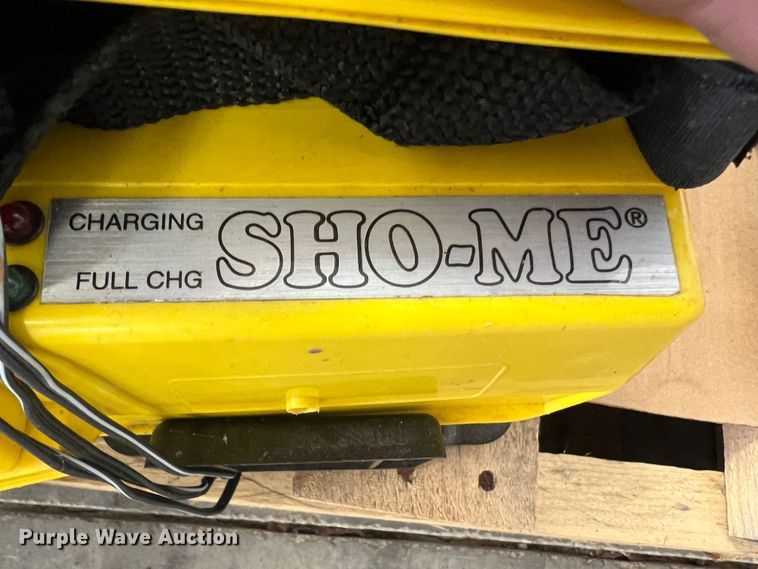 CHARGING
SHO-ME®
FULL CHG
Purple Wave Auction